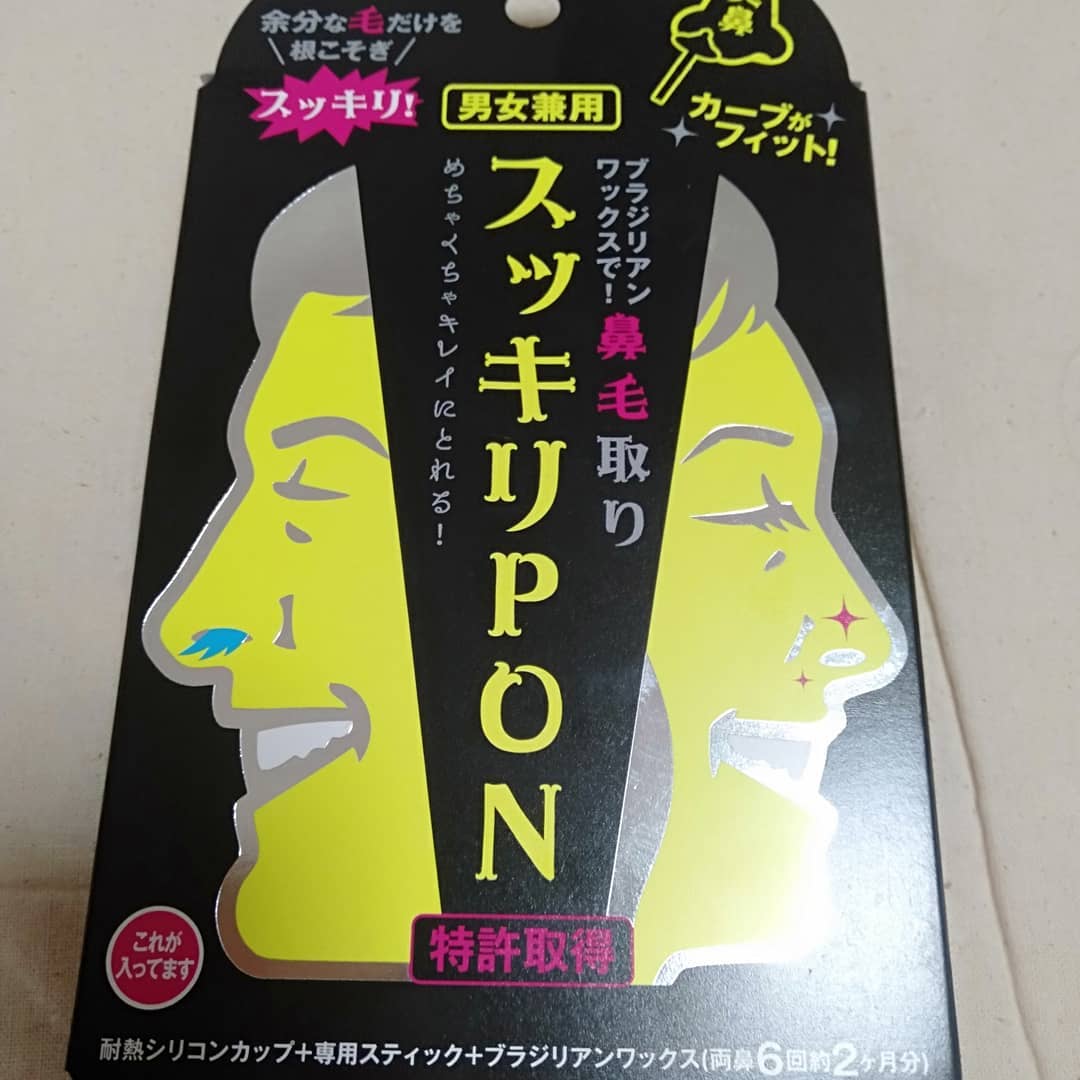 余分な毛だけを
根こそぎ
スッキリ!
男女兼用
鼻
カーブが
フィット!
ブラジリアン
ワックスで!
鼻毛取り
スッキリPON
めちゃくちゃキレイにとれる!
特許取得
これが
入ってます
耐熱シリコンカップ+専用スティック+ブラジリアンワックス(両鼻6回約2ヶ月分)